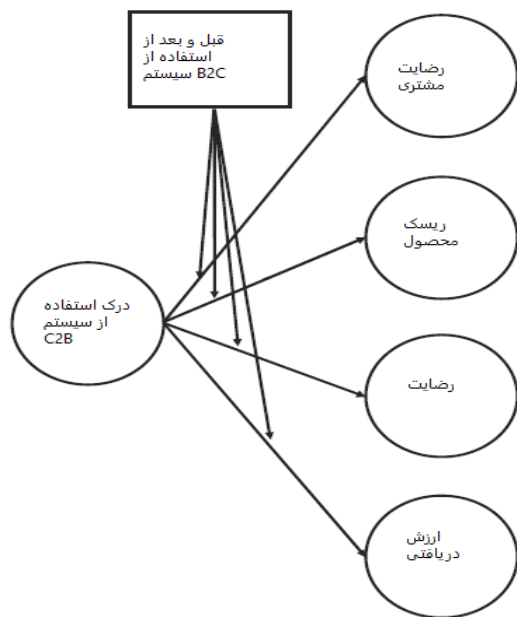 قبل و بعد از
استفاده از
سیستم B2C
رضایت
مشتری
ریسک
محصول
درک استفاده
از سیستم
C2B
رضایت
ارزش
دریافتی